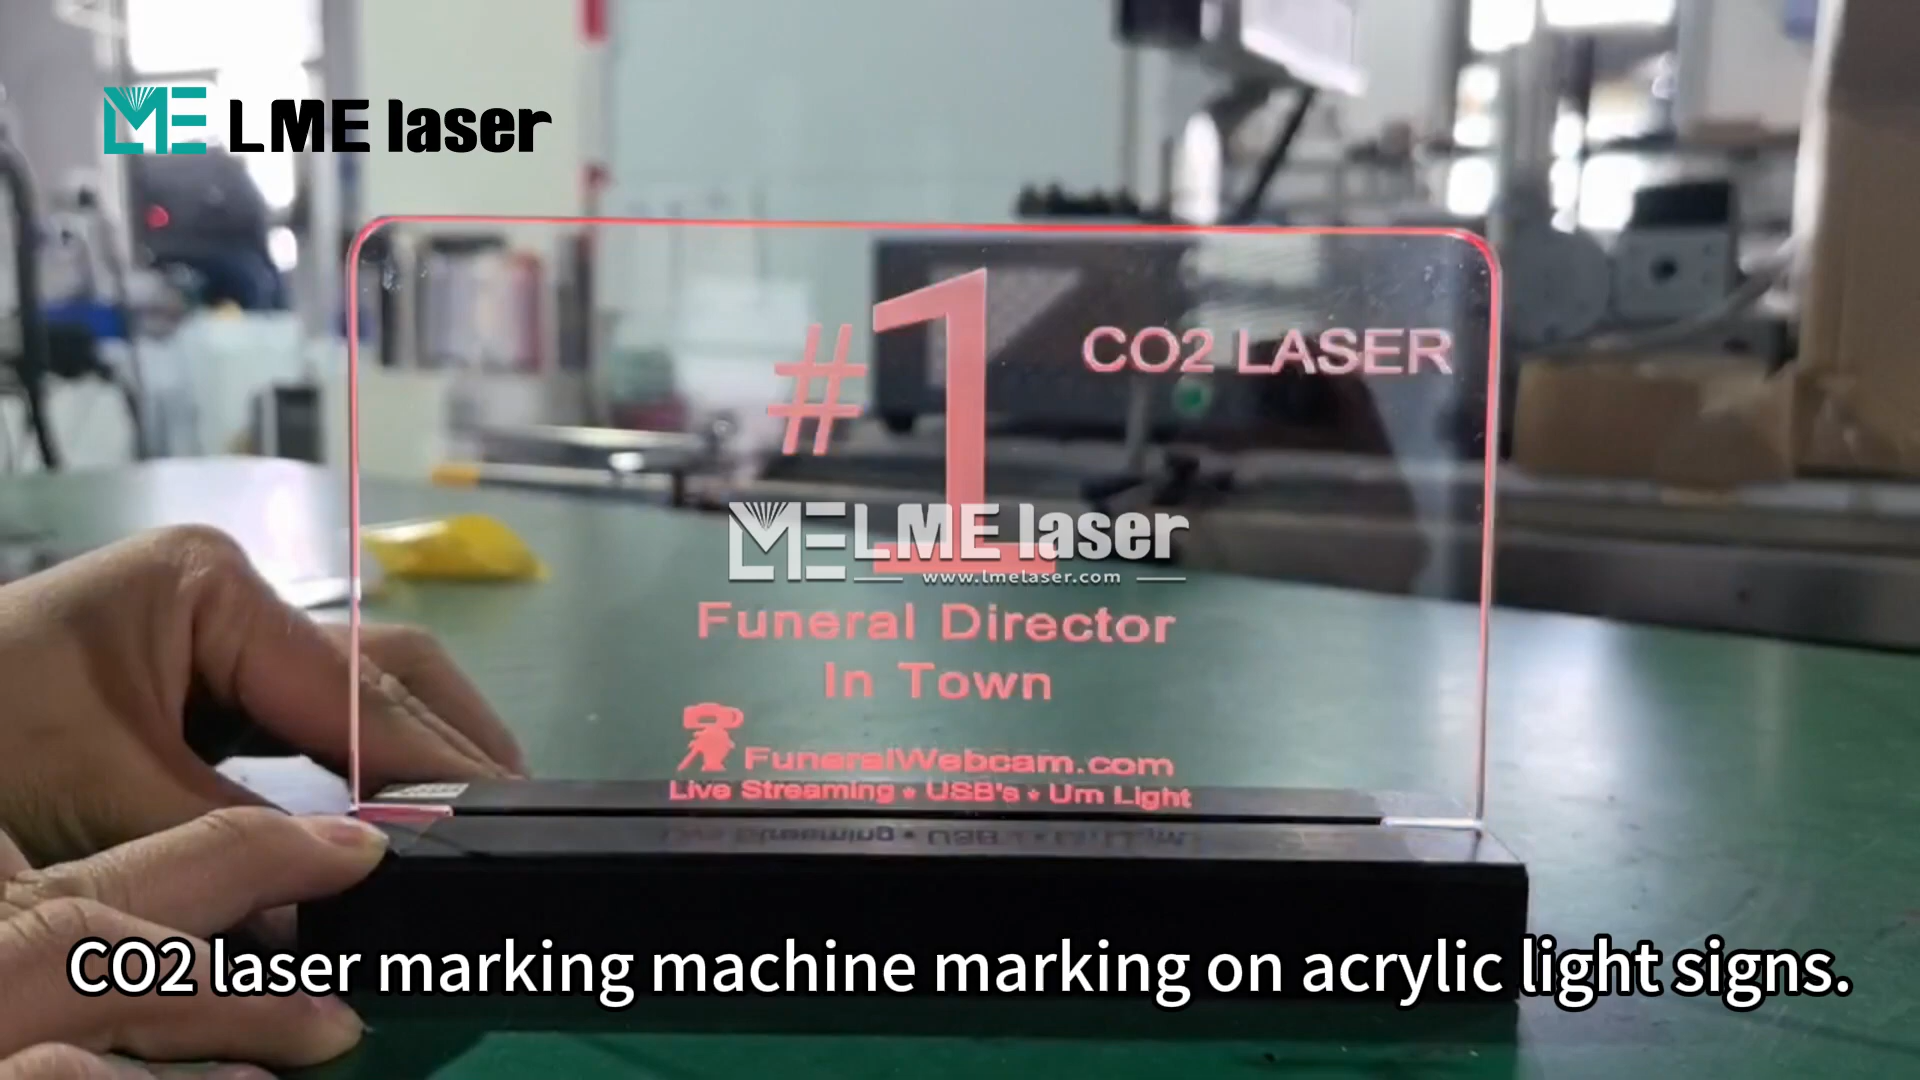 LME laser
#1
CO2 LASER
LME laser
www.lmelaser.com
Funeral Director
In Town
FuneralWebcam.com
Live Streaming * USB's * Urn Light
CO2 laser marking machine marking on acrylic light signs.